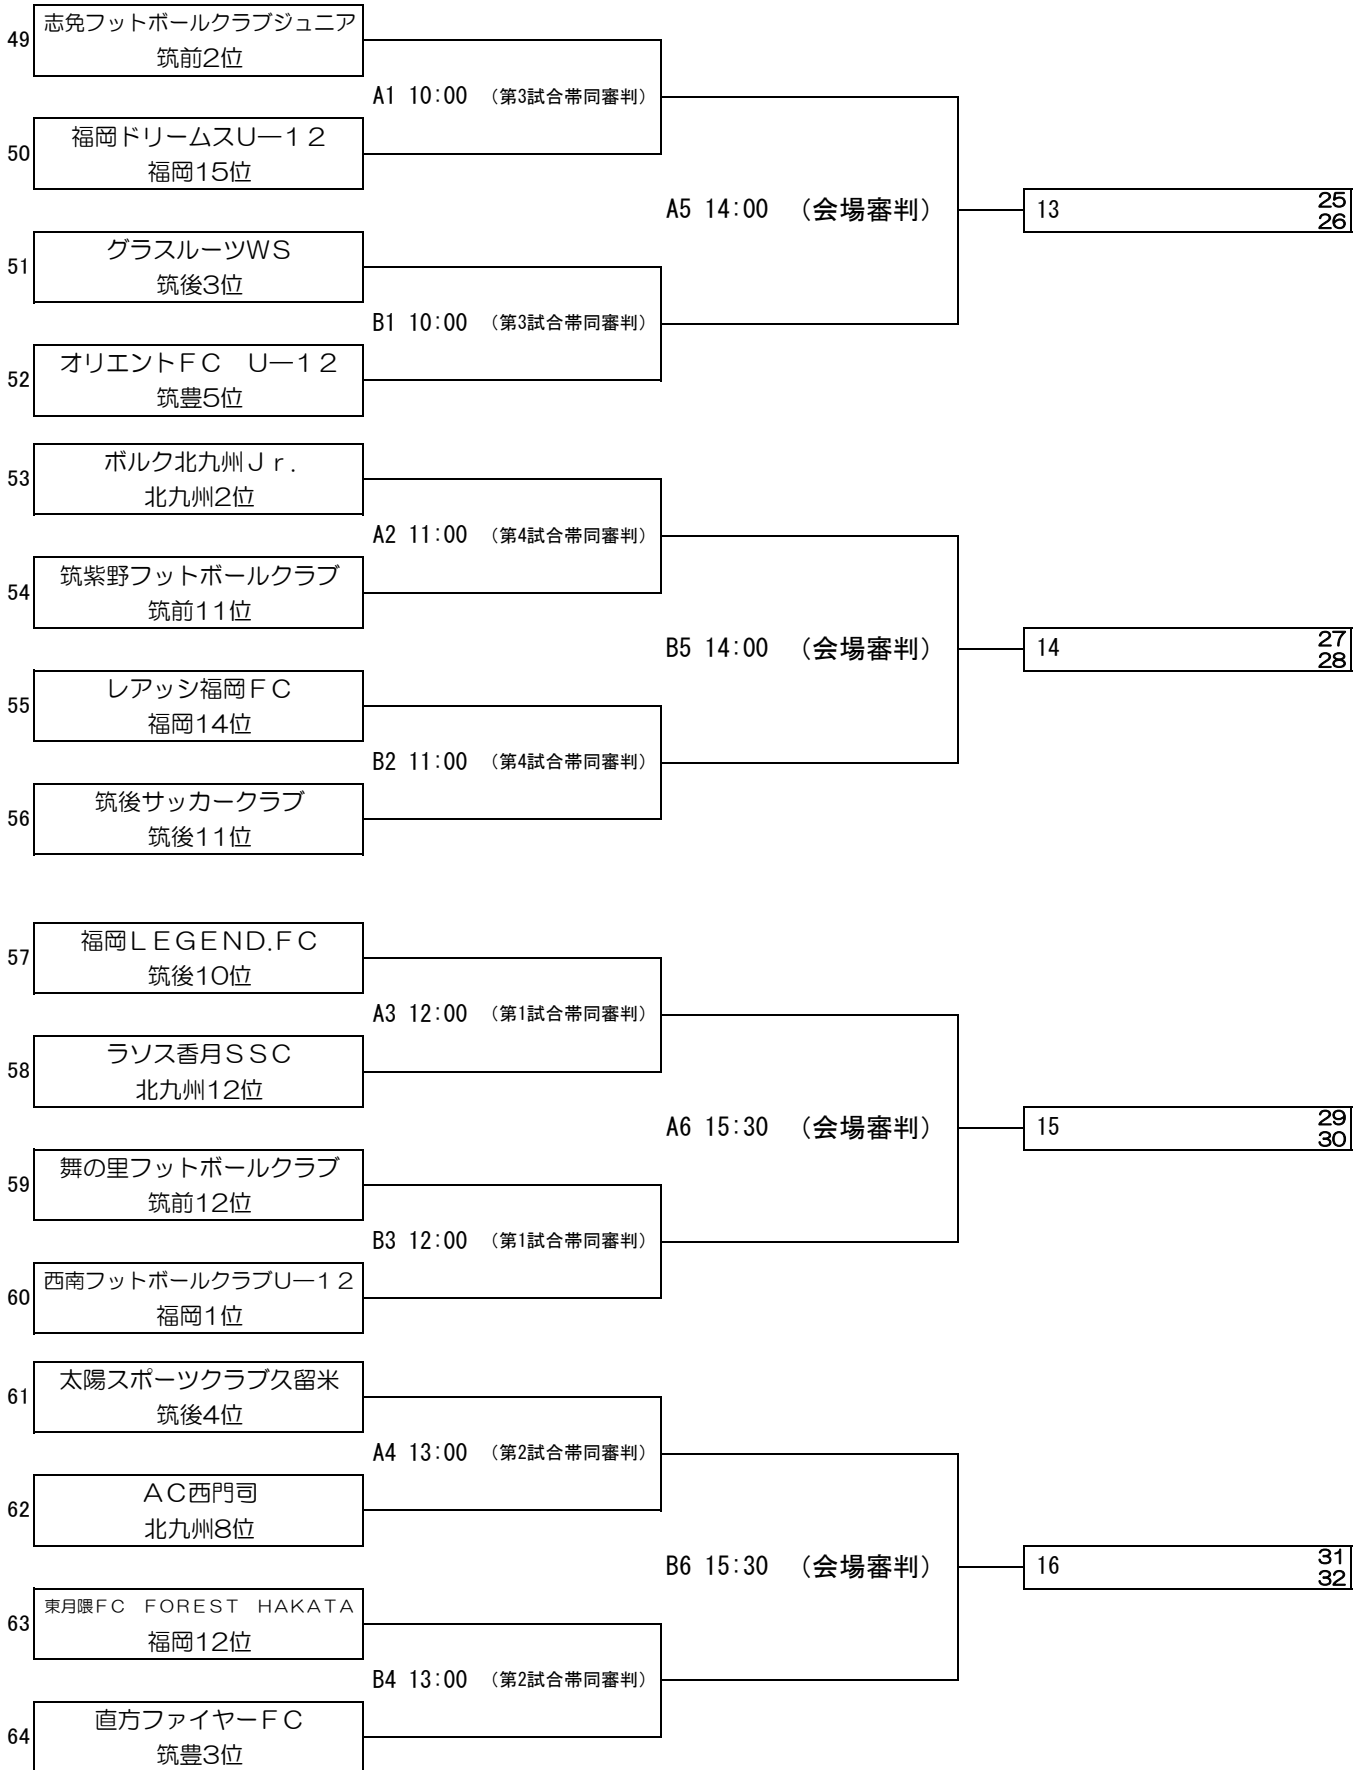 49
志免フットボールクラブジュニア
筑前2位
A1 10:00 （第3試合帯同審判）
50
福岡ドリームスU―１２
福岡15位
A5 14:00 （会場審判）
13
25
26
51
グラスルーツＷＳ
筑後3位
B1 10:00 （第3試合帯同審判）
52
オリエントＦＣ　U―１２
筑豊5位
53
ボルク北九州Ｊｒ．
北九州2位
A2 11:00 （第4試合帯同審判）
54
筑紫野フットボールクラブ
筑前11位
B5 14:00 （会場審判）
14
27
28
55
レアッシ福岡ＦＣ
福岡14位
B2 11:00 （第4試合帯同審判）
56
筑後サッカークラブ
筑後11位
57
福岡ＬＥＧＥＮＤ.ＦＣ
筑後10位
A3 12:00 （第1試合帯同審判）
58
ラソス香月ＳＳＣ
北九州12位
A6 15:30 （会場審判）
15
29
30
59
舞の里フットボールクラブ
筑前12位
B3 12:00 （第1試合帯同審判）
60
西南フットボールクラブU―１２
福岡1位
61
太陽スポーツクラブ久留米
筑後4位
A4 13:00 （第2試合帯同審判）
62
ＡＣ西門司
北九州8位
B6 15:30 （会場審判）
16
31
32
63
東月隈FC　FOREST　HAKATA
福岡12位
B4 13:00 （第2試合帯同審判）
64
直方ファイヤーＦＣ
筑豊3位